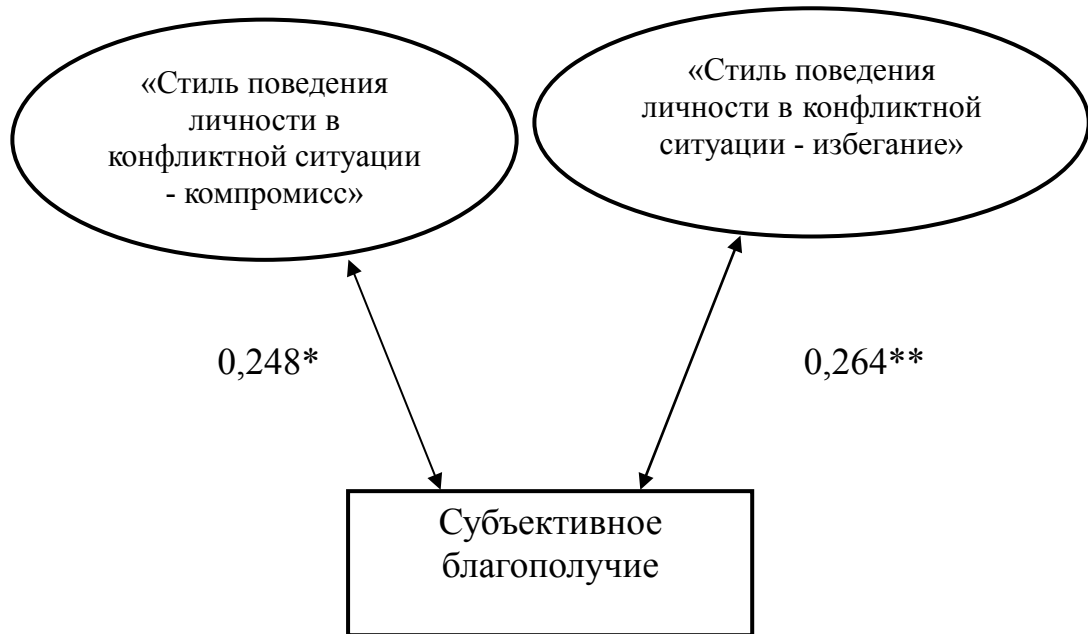 «Стиль поведения
личности в
конфликтной ситуации
- компромисс»
«Стиль поведения
личности в конфликтной
ситуации - избегание»
0,248*
0,264**
Субъективное
благополучие